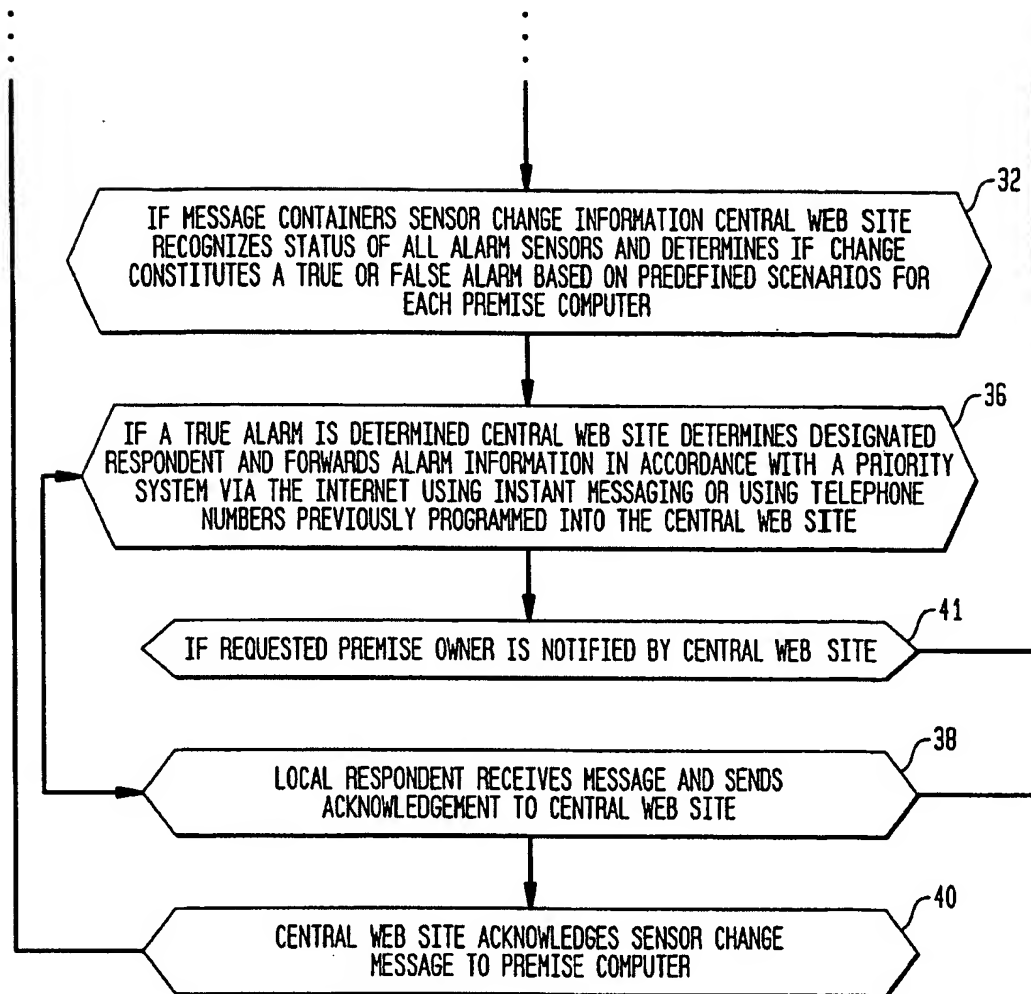 32
IF MESSAGE CONTAINERS SENSOR CHANGE INFORMATION CENTRAL WEB SITE
RECOGNIZES STATUS OF ALL ALARM SENSORS AND DETERMINES IF CHANGE
CONSTITUTES A TRUE OR FALSE ALARM BASED ON PREDEFINED SCENARIOS FOR
EACH PREMISE COMPUTER
36
IF A TRUE ALARM IS DETERMINED CENTRAL WEB SITE DETERMINES DESIGNATED
RESPONDENT AND FORWARDS ALARM INFORMATION IN ACCORDANCE WITH A PRIORITY
SYSTEM VIA THE INTERNET USING INSTANT MESSAGING OR USING TELEPHONE
NUMBERS PREVIOUSLY PROGRAMMED INTO THE CENTRAL WEB SITE
41
IF REQUESTED PREMISE OWNER IS NOTIFIED BY CENTRAL WEB SITE
38
LOCAL RESPONDENT RECEIVES MESSAGE AND SENDS
ACKNOWLEDGEMENT TO CENTRAL WEB SITE
40
CENTRAL WEB SITE ACKNOWLEDGES SENSOR CHANGE
MESSAGE TO PREMISE COMPUTER